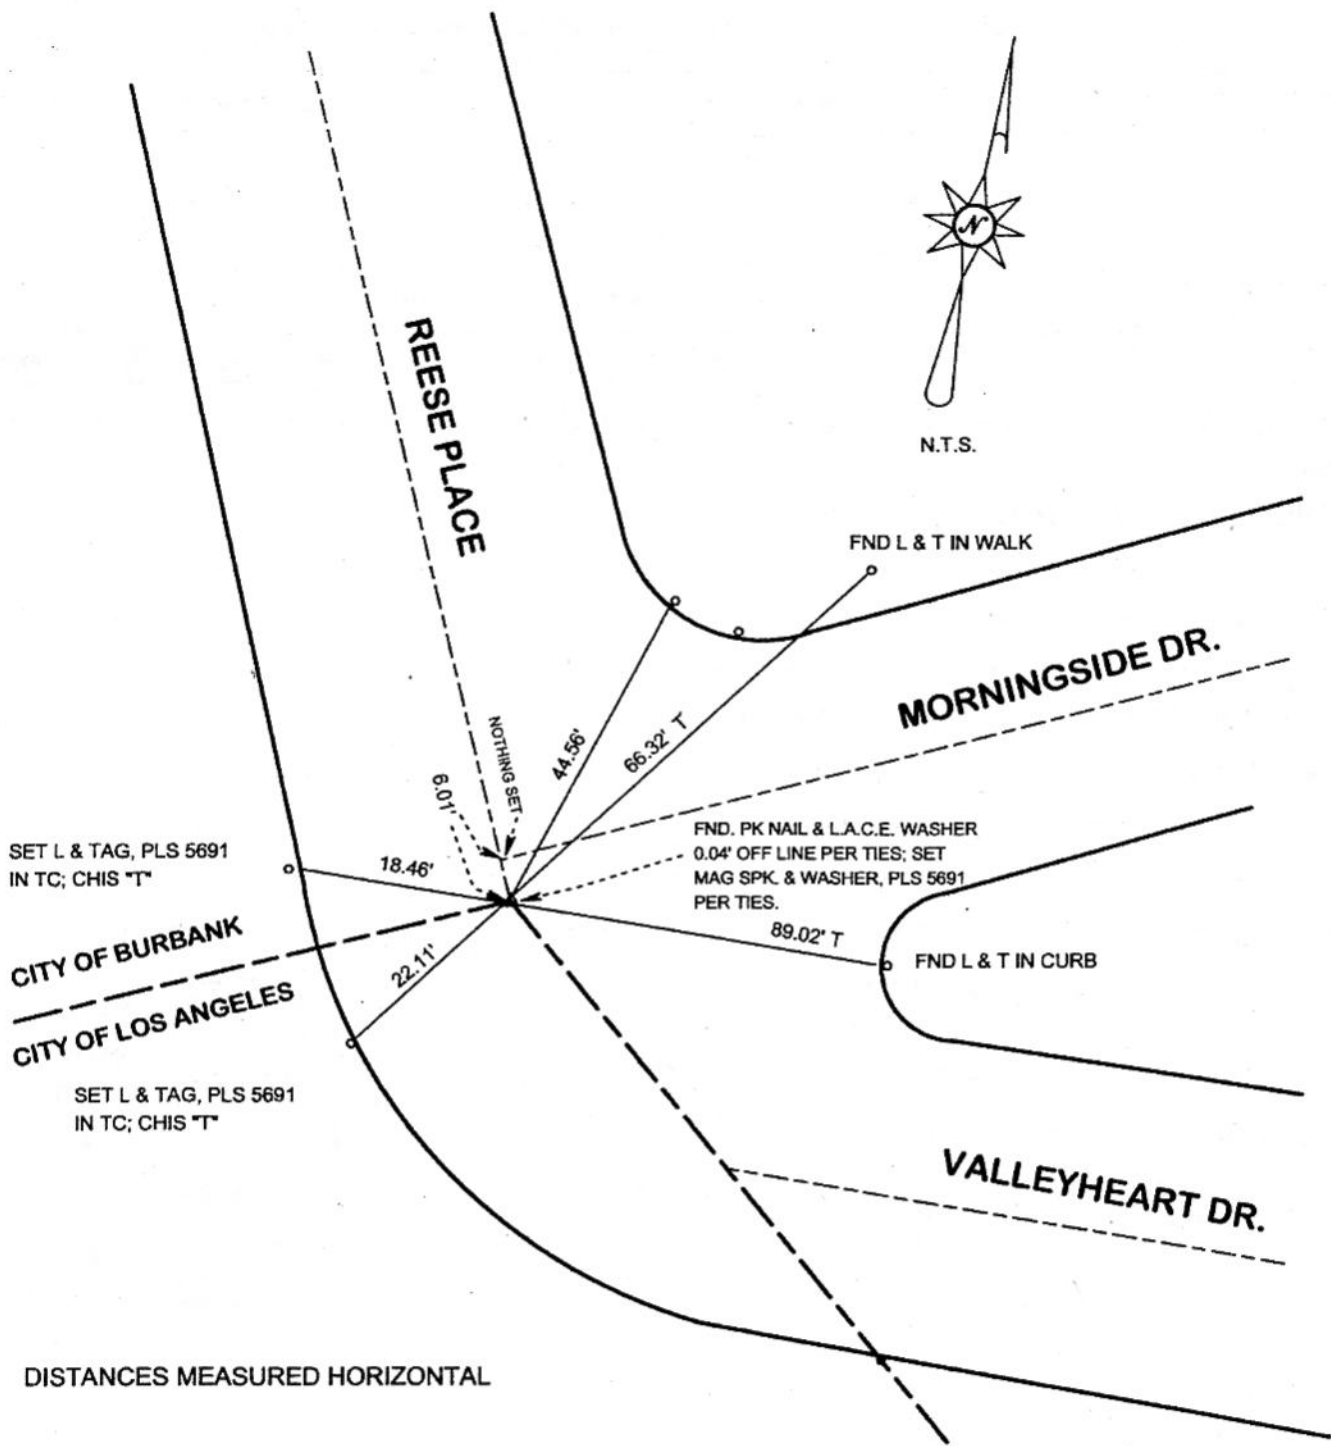 N
N.T.S.
REESE PLACE
FND L & T IN WALK
MORNINGSIDE DR.
NOTHING SET
44.56'
66.32' T
6.01'
FND. PK NAIL & L.A.C.E. WASHER
0.04' OFF LINE PER TIES; SET
MAG SPK. & WASHER, PLS 5691
PER TIES.
SET L & TAG, PLS 5691
IN TC; CHIS "T"
18.46'
89.02' T
FND L & T IN CURB
CITY OF BURBANK
22.11'
CITY OF LOS ANGELES
SET L & TAG, PLS 5691
IN TC; CHIS "T"
VALLEYHEART DR.
DISTANCES MEASURED HORIZONTAL